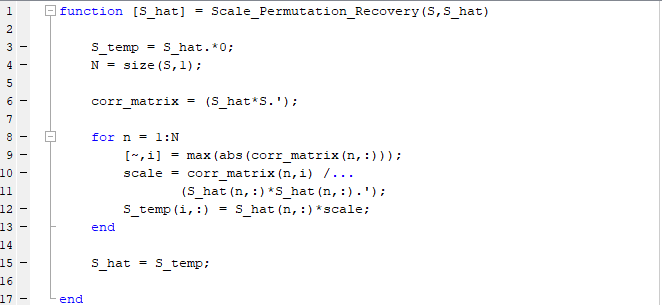 1 function [S_hat] = Scale_Permutation_Recovery(S,S_hat)
2
3 S_temp = S_hat.*0;
4 N = size(S,1);
5
6 corr_matrix = (S_hat*S.');
7
8 for n = 1:N
9 [~,i] = max(abs(corr_matrix(n,:)));
10 scale = corr_matrix(n,i) /...
11 (S_hat(n,:)*S_hat(n,:).');
12 S_temp(i,:) = S_hat(n,:)*scale;
13 end
14
15 S_hat = S_temp;
16
17 end